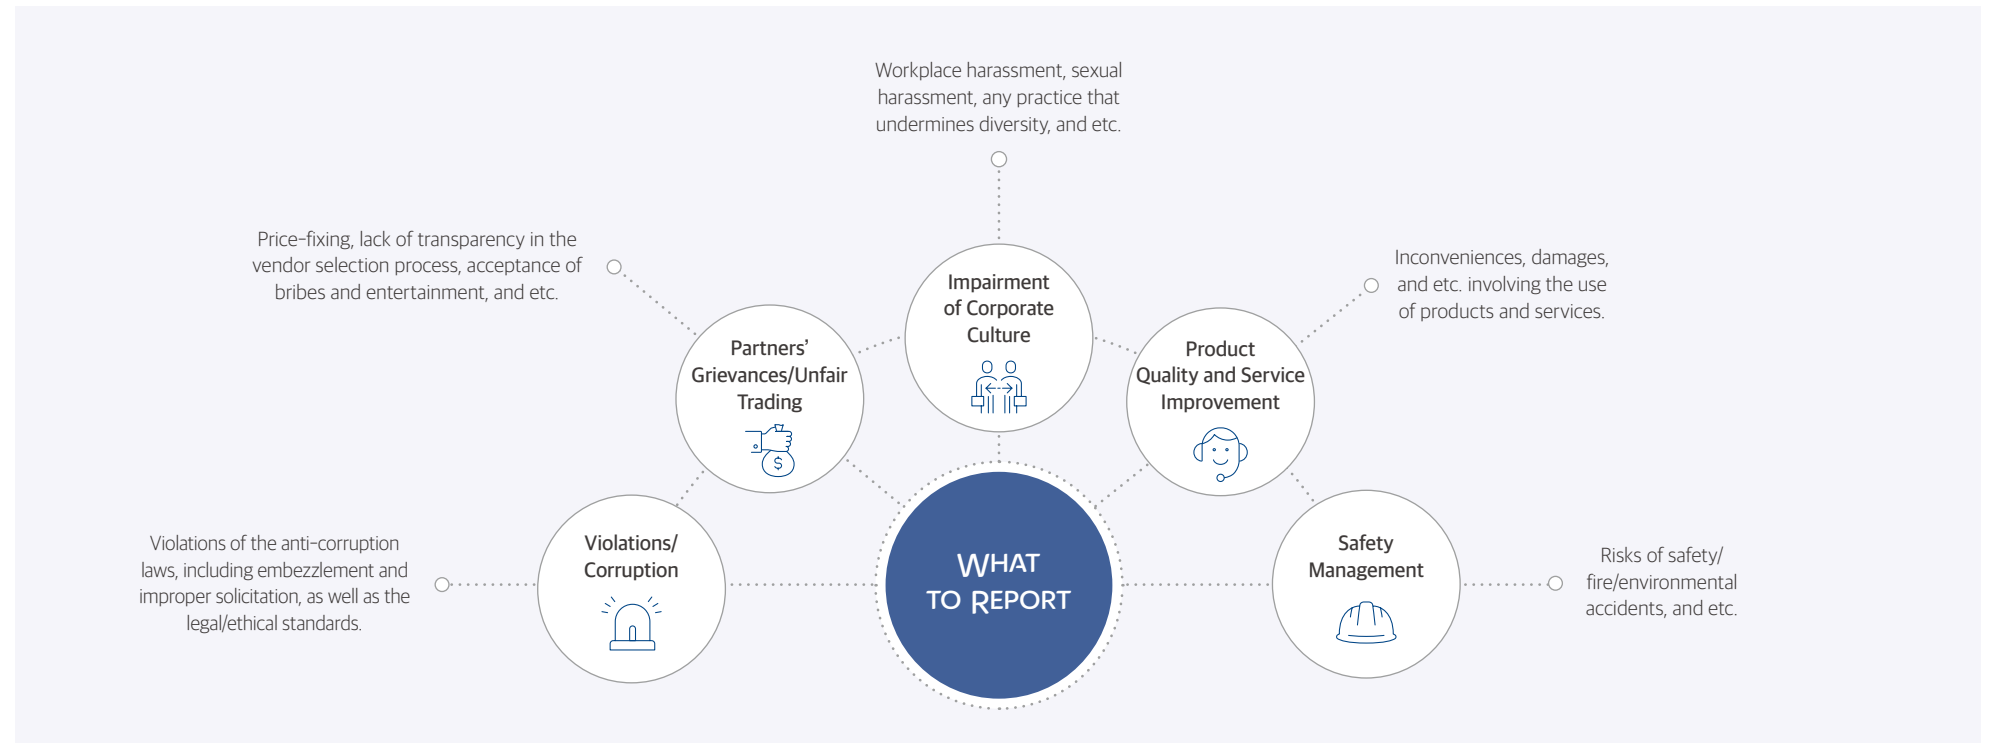 Workplace harassment, sexual
harassment, any practice that
undermines diversity, and etc.
Price-fixing, lack of transparency in the
vendor selection process, acceptance of
bribes and entertainment, and etc.
Inconveniences, damages,
and etc. involving the use
of products and services.
Impairment
of Corporate
Culture
Partners’
Grievances/Unfair
Trading
$
Product
Quality and Service
Improvement
Violations of the anti-corruption
laws, including embezzlement and
improper solicitation, as well as the
legal/ethical standards.
Violations/
Corruption
WHAT
TO REPORT
Safety
Management
Risks of safety/
fire/environmental
accidents, and etc.